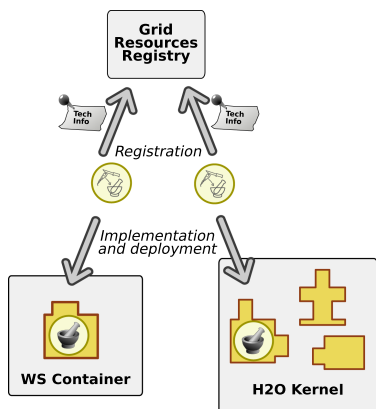 Grid
Resources
Registry
Tech
Info
Tech
Info
Registration
Implementation
and deployment
WS Container
H2O Kernel